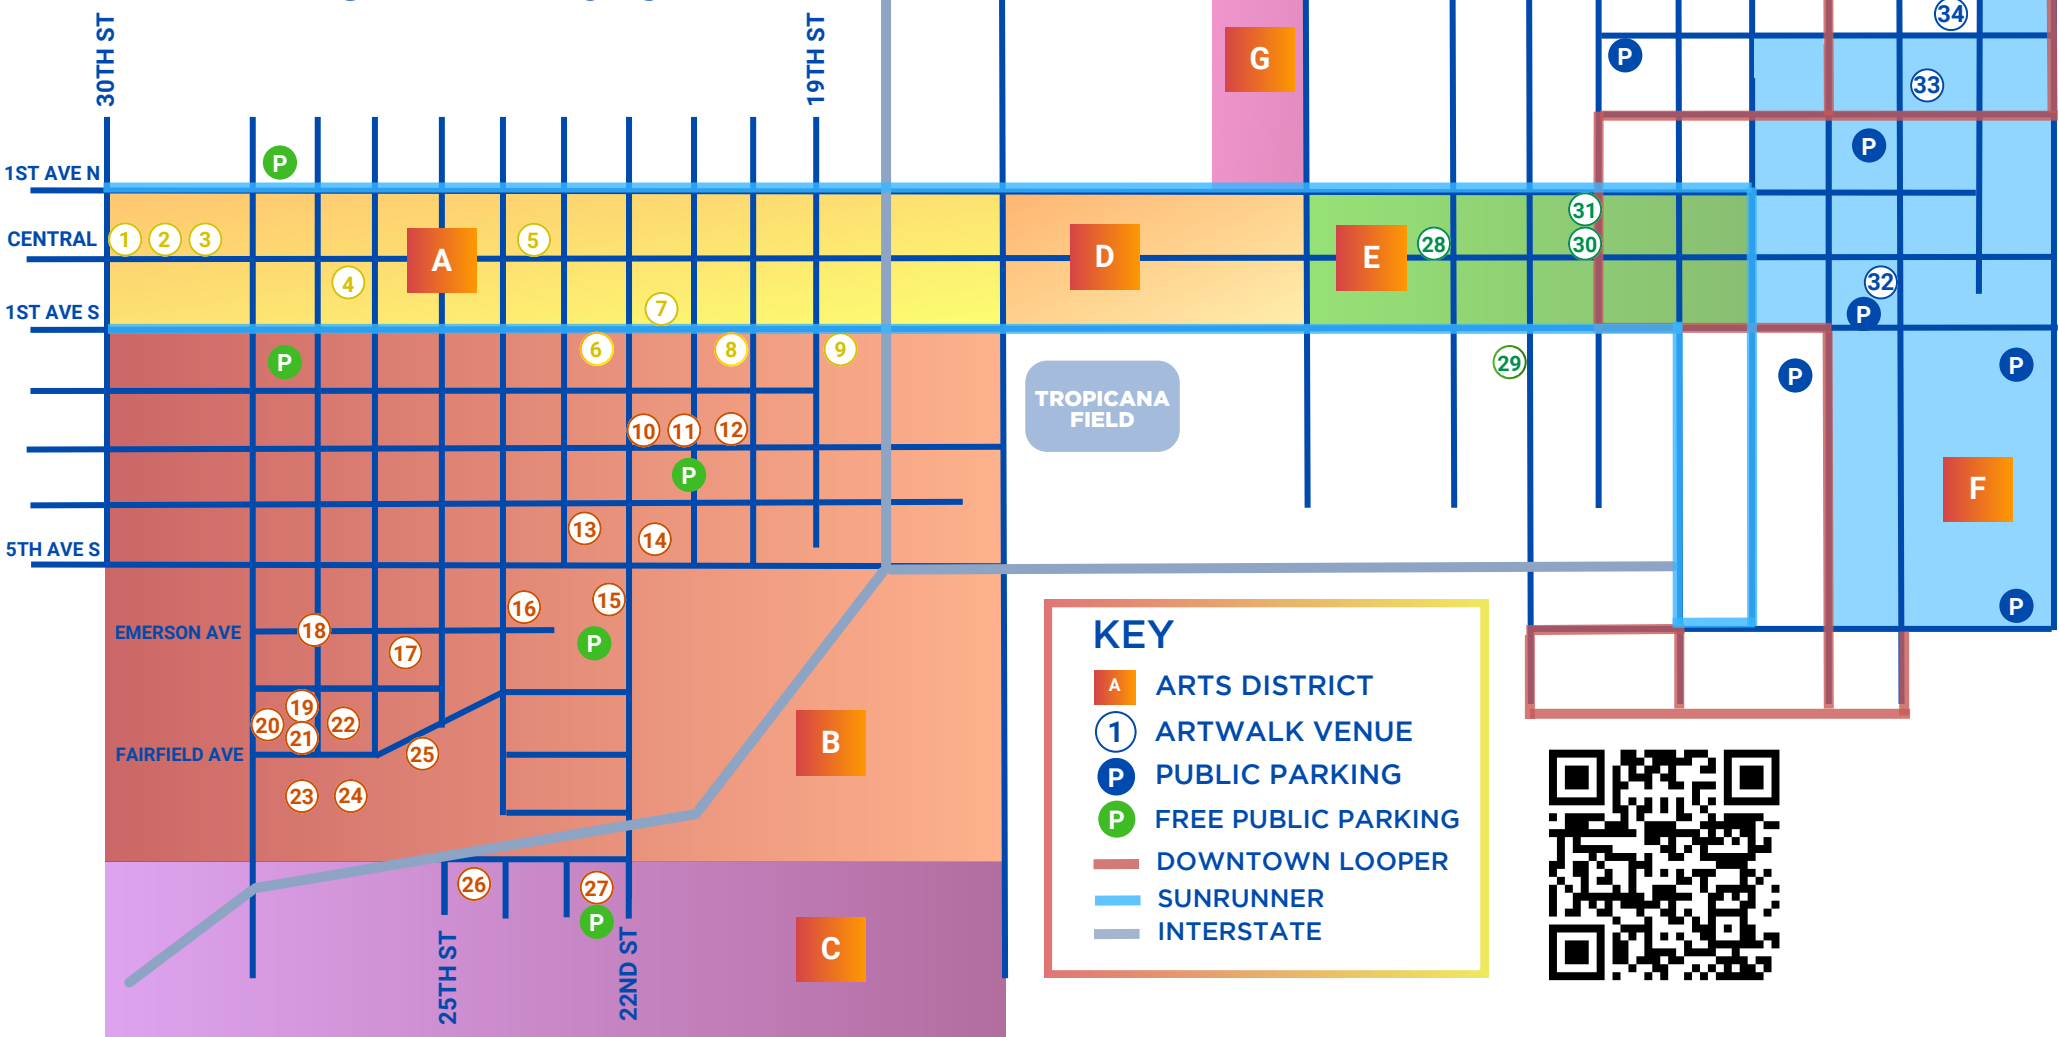 30TH ST
19TH ST
G
34
P
33
P
1ST AVE N
P
CENTRAL
1
2
3
A
5
D
E
28
31
30
4
1ST AVE S
7
32
P
P
6
8
9
29
P
P
TROPICANA
FIELD
10
11
12
P
F
13
14
5TH AVE S
16
15
P
EMERSON AVE
18
17
P
19
20
21
22
FAIRFIELD AVE
25
B
23
24
26
27
P
C
25TH ST
22ND ST
KEY
A ARTS DISTRICT
1 ARTWALK VENUE
P PUBLIC PARKING
P FREE PUBLIC PARKING
DOWNTOWN LOOPER
SUNRUNNER
INTERSTATE